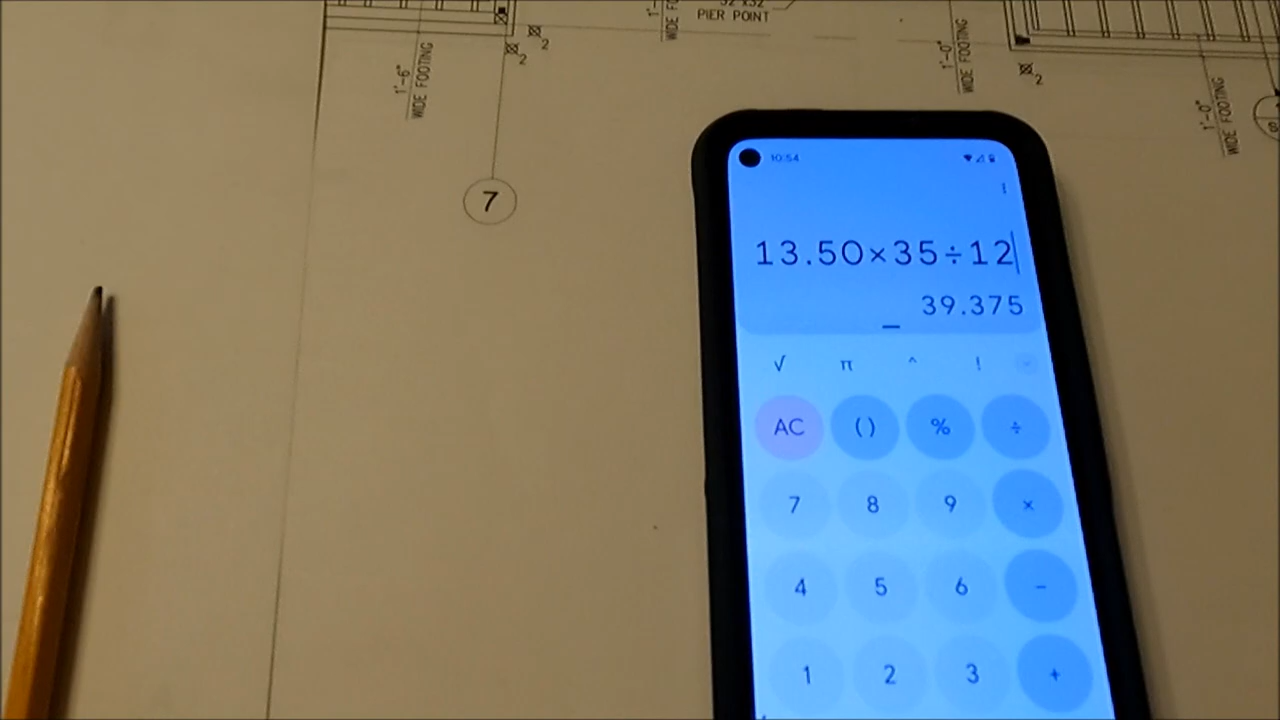 PIER POINT
2
2
1'-6"
WIDE FOOTING
1'-0"
WIDE FOOTING
2
1'-0"
WIDE FOOTING
7
10:54
13.50×35÷12
39.375
√ π ^ !
AC () % ÷
7 8 9 ×
4 5 6 −
1 2 3 +